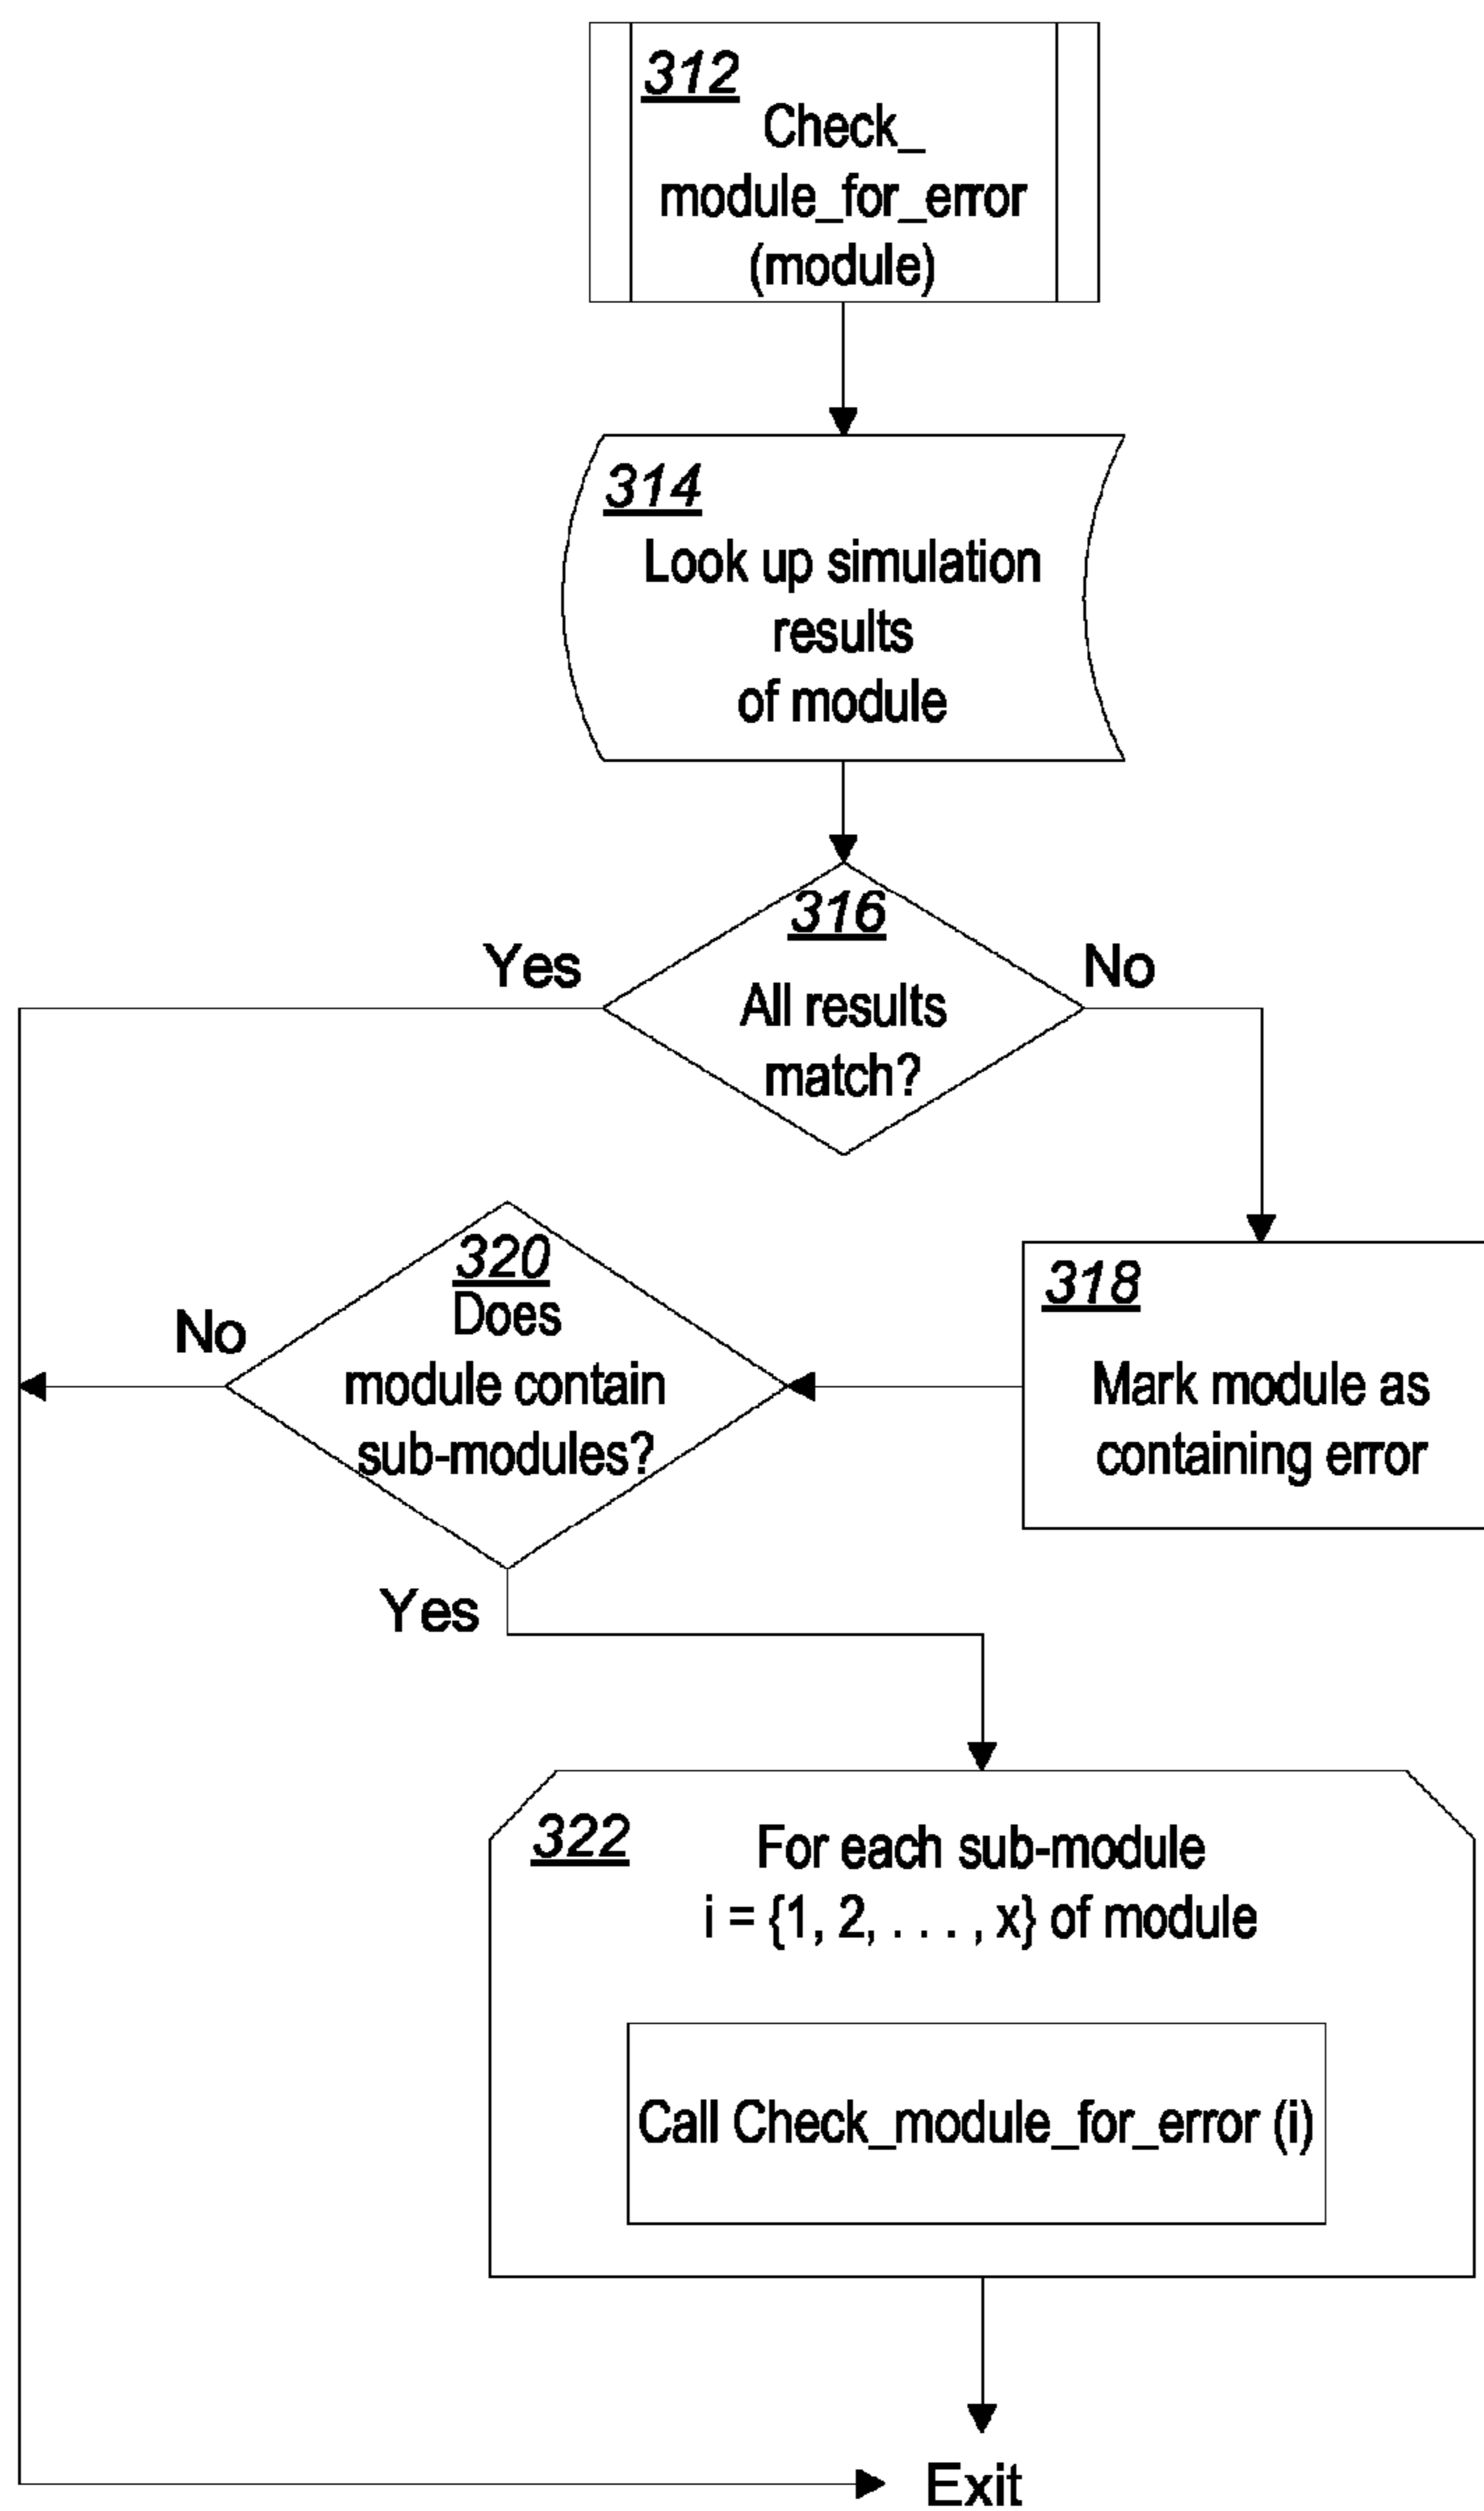 312
Check_
module_for_error
(module)
314
Look up simulation
results
of module
316
Yes
No
All results
match?
320
318
Does
No
module contain
Mark module as
sub-modules?
containing error
Yes
322
For each sub-module
i = {1, 2, . . . , x} of module
Call Check_module_for_error (i)
Exit